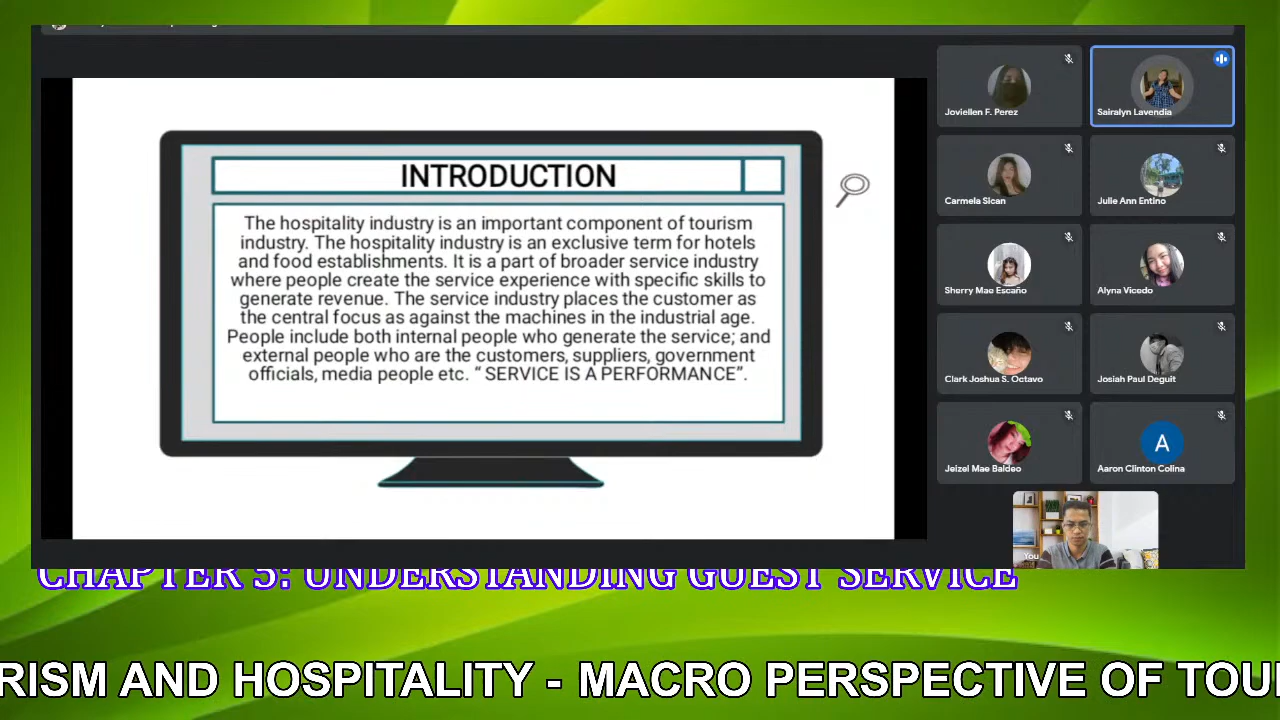 INTRODUCTION
The hospitality industry is an important component of tourism
industry. The hospitality industry is an exclusive term for hotels
and food establishments. It is a part of broader service industry
where people create the service experience with specific skills to
generate revenue. The service industry places the customer as
the central focus as against the machines in the industrial age.
People include both internal people who generate the service; and
external people who are the customers, suppliers, government
officials, media people etc. “ SERVICE IS A PERFORMANCE”.
Joviellen F. Perez
Sairalyn Lavendia
Carmela Sican
Julie Ann Entino
Sherry Mae Escaño
Alyna Vicedo
Clark Joshua S. Octavo
Josiah Paul Deguit
Jeizel Mae Baldeo
A
Aaron Clinton Colina
You
CHAPTER 5: UNDERSTANDING GUEST SERVICE
RISM AND HOSPITALITY - MACRO PERSPECTIVE OF TOU